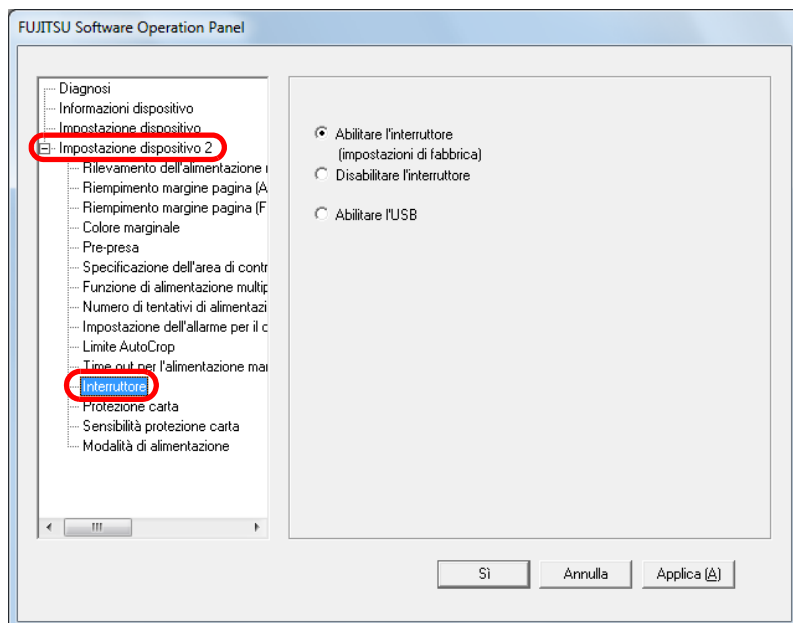 FUJITSU Software Operation Panel
Diagnosi
Informazioni dispositivo
Impostazione dispositivo
Impostazione dispositivo 2
Rilevamento dell'alimentazione
Riempimento margine pagina (A
Riempimento margine pagina (F
Colore marginale
Pre-presa
Specificazione dell'area di contr
Funzione di alimentazione multip
Numero di tentativi di alimentazi
Impostazione dell'allarme per il c
Limite AutoCrop
Time out per l'alimentazione mar
Interruttore
Protezione carta
Sensibilità protezione carta
Modalità di alimentazione
Abilitare l'interruttore
(impostazioni di fabbrica)
Disabilitare l'interruttore
Abilitare l'USB
Sì
Annulla
Applica (A)